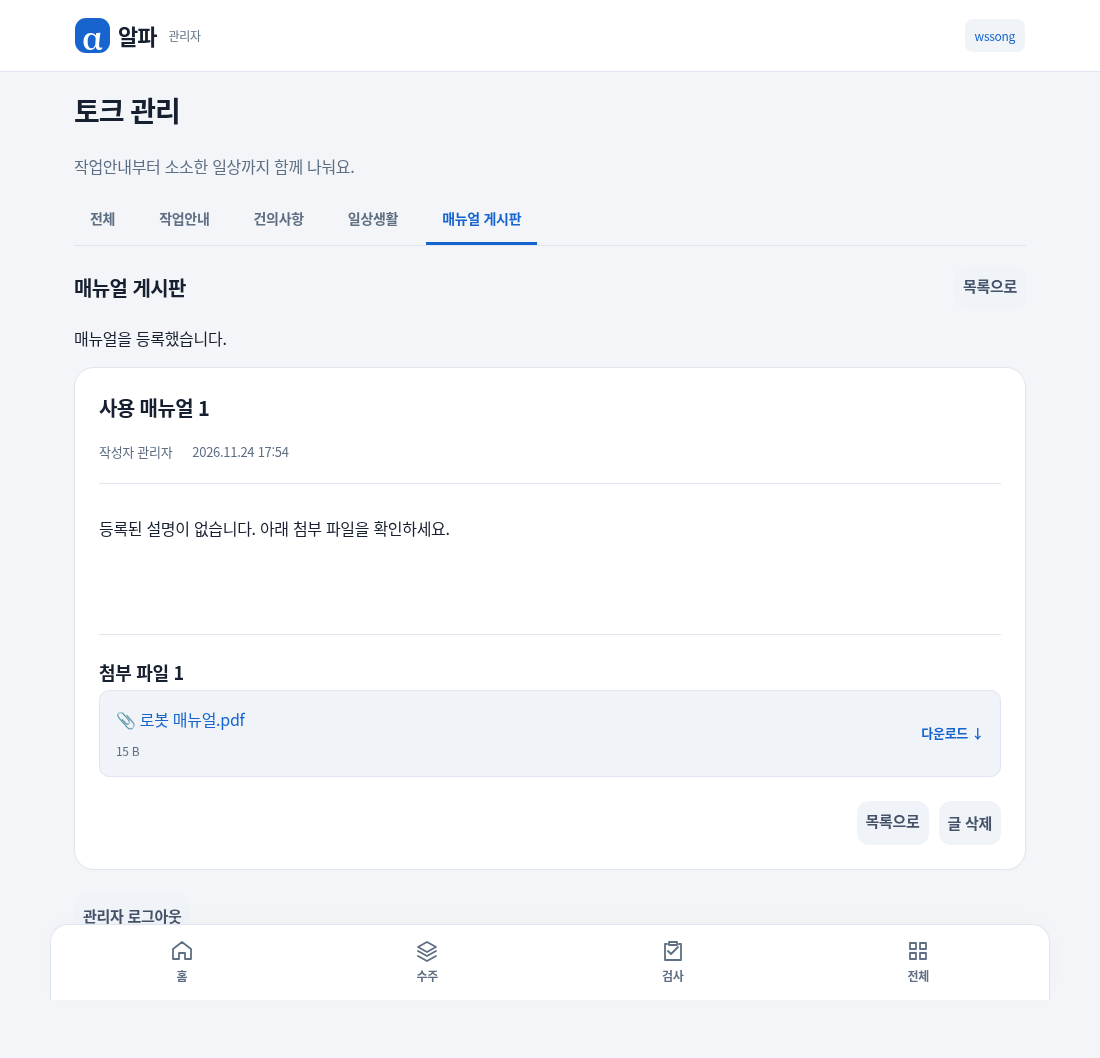 α 알파 관리자
wssong
토크 관리
작업안내부터 소소한 일상까지 함께 나눠요.
전체 작업안내 건의사항 일상생활 매뉴얼 게시판
매뉴얼 게시판
목록으로
매뉴얼을 등록했습니다.
사용 매뉴얼 1
작성자 관리자 2026.11.24 17:54
등록된 설명이 없습니다. 아래 첨부 파일을 확인하세요.
첨부 파일 1
📎 로봇 매뉴얼.pdf
15 B
다운로드 ↓
목록으로 글 삭제
관리자 로그아웃
홈 수주 검사 전체